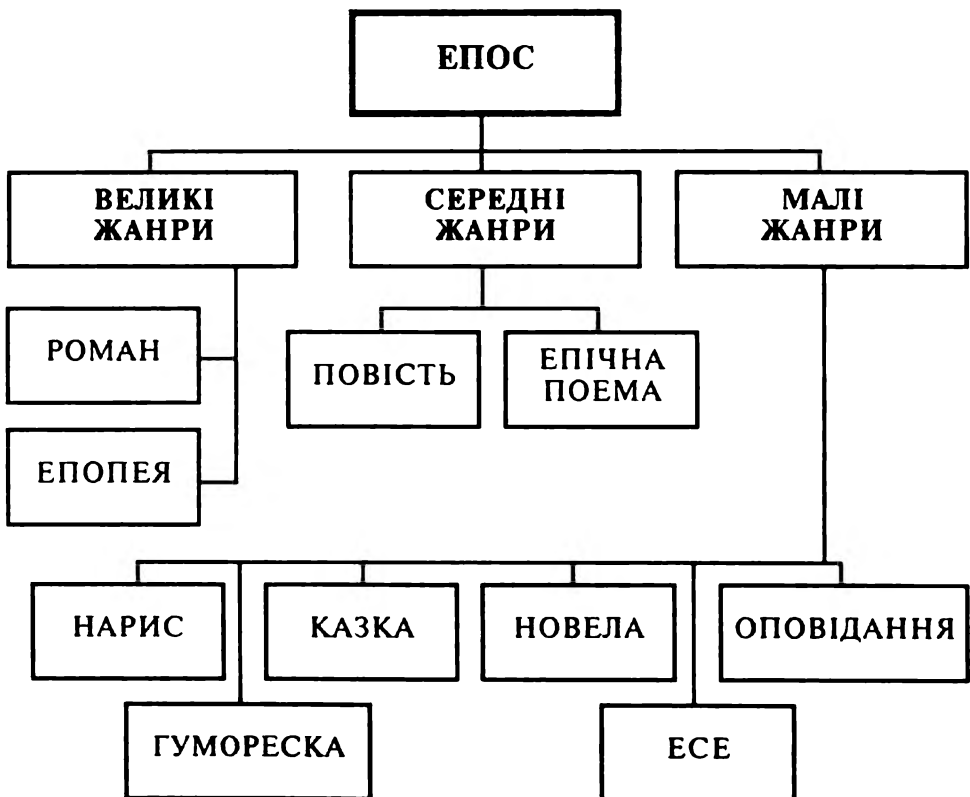 ЕПОС
ВЕЛИКІ
ЖАНРИ
СЕРЕДНІ
ЖАНРИ
МАЛІ
ЖАНРИ
РОМАН
ЕПОПЕЯ
ПОВІСТЬ
ЕПІЧНА
ПОЕМА
НАРИС
КАЗКА
НОВЕЛА
ОПОВІДАННЯ
ГУМОРЕСКА
ЕСЕ